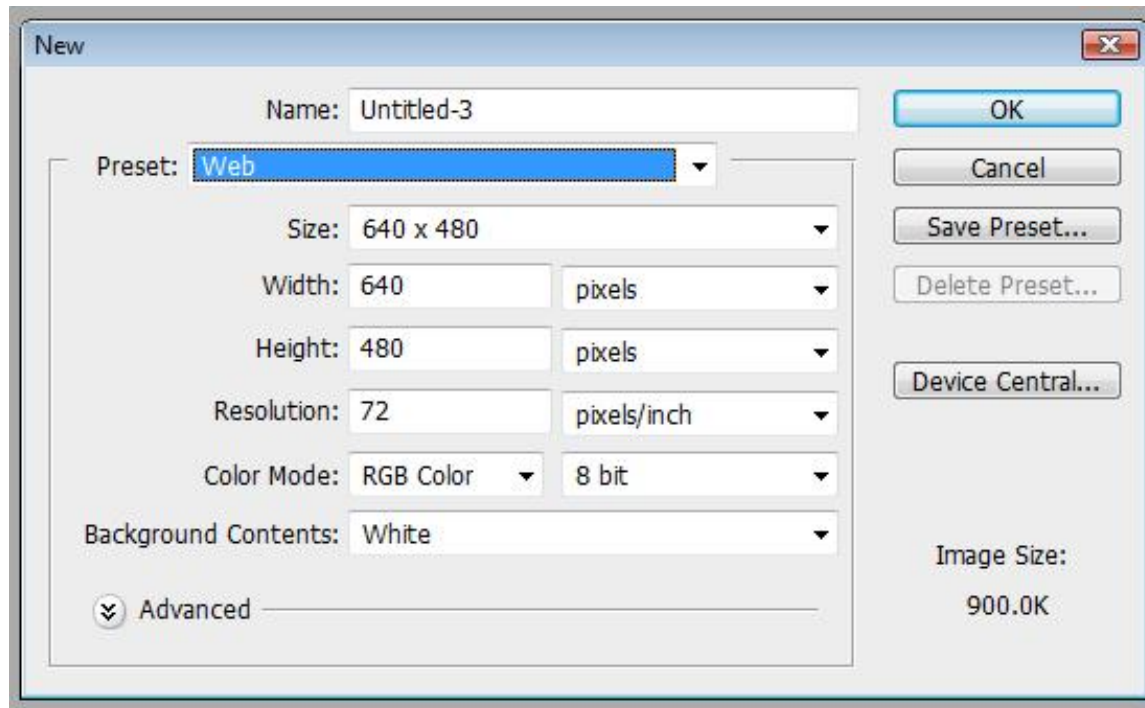 New
Name: Untitled-3
OK
Preset: Web
Cancel
Size: 640 x 480
Save Preset...
Width: 640 pixels
Delete Preset...
Height: 480 pixels
Device Central...
Resolution: 72 pixels/inch
Color Mode: RGB Color 8 bit
Background Contents: White
Image Size:
900.0K
Advanced